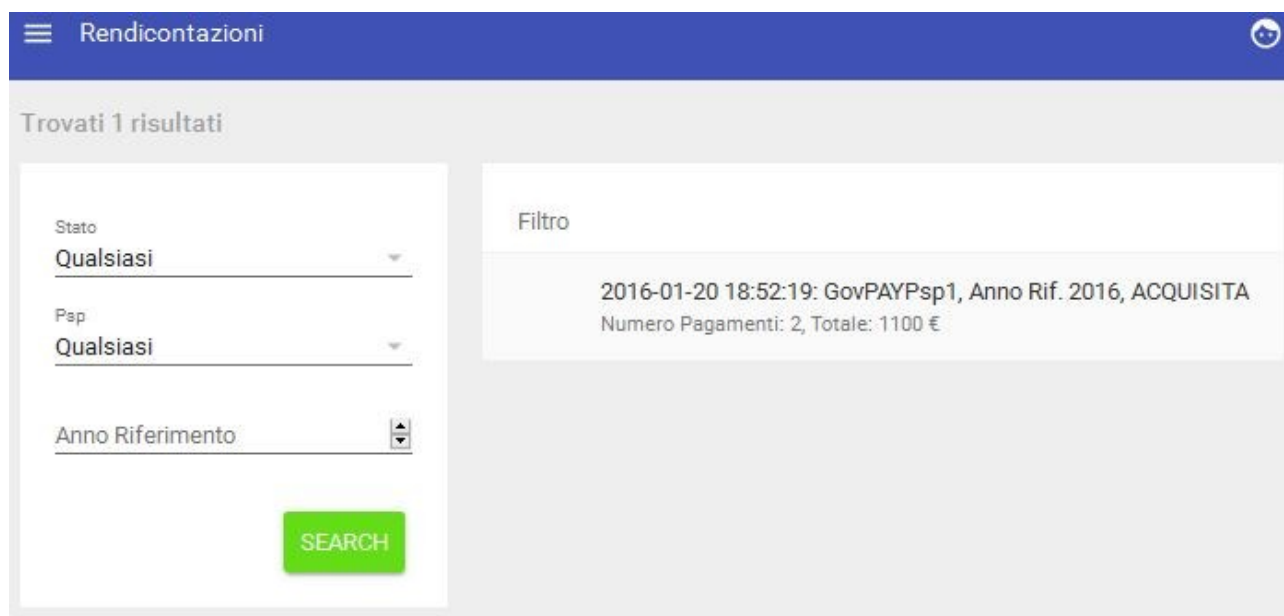 Rendicontazioni
Trovati 1 risultati
Stato
Qualsiasi
Psp
Qualsiasi
Anno Riferimento
SEARCH
Filtro
2016-01-20 18:52:19: GovPAYPsp1, Anno Rif. 2016, ACQUISITA
Numero Pagamenti: 2, Totale: 1100 €